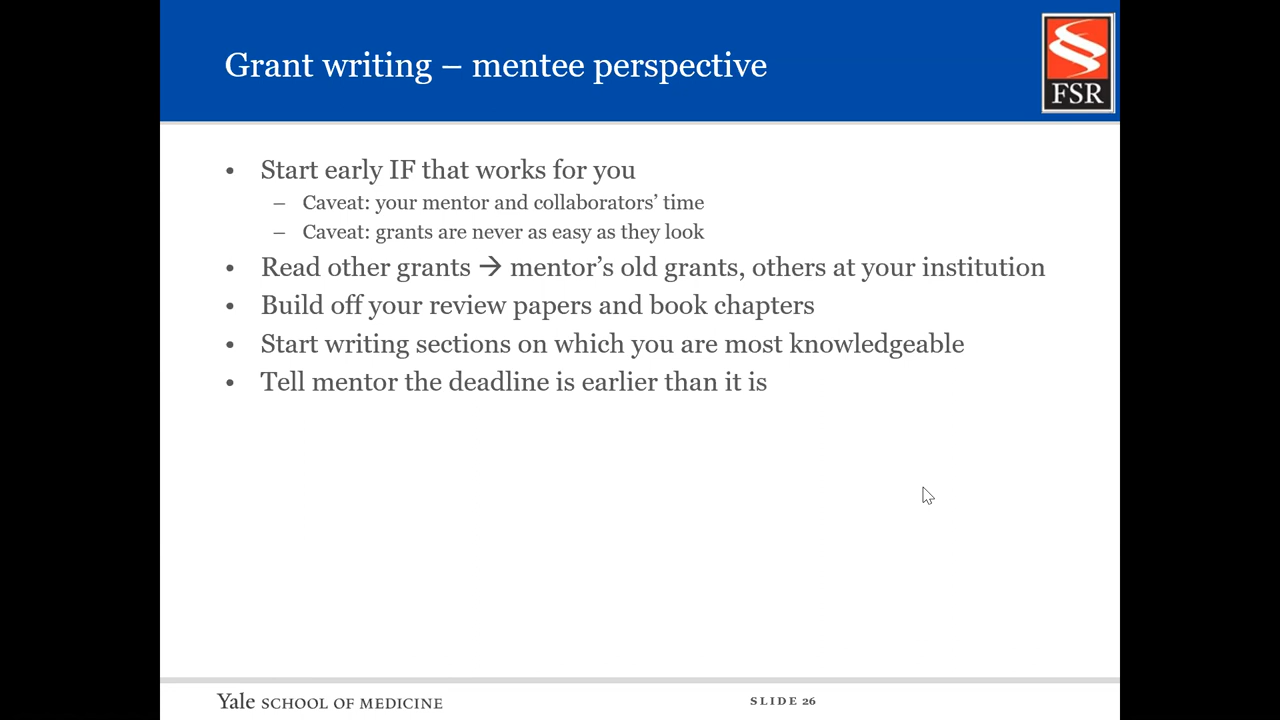 Grant writing – mentee perspective
FSR
• Start early IF that works for you
– Caveat: your mentor and collaborators’ time
– Caveat: grants are never as easy as they look
• Read other grants → mentor’s old grants, others at your institution
• Build off your review papers and book chapters
• Start writing sections on which you are most knowledgeable
• Tell mentor the deadline is earlier than it is
Yale SCHOOL OF MEDICINE
SLIDE 26